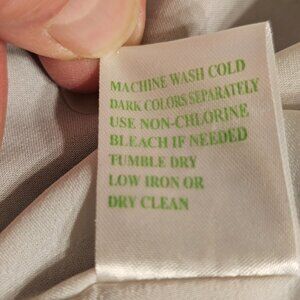 MACHINE WASH COLD
DARK COLORS SEPARATELY
USE NON-CHLORINE
BLEACH IF NEEDED
TUMBLE DRY
LOW IRON OR
DRY CLEAN